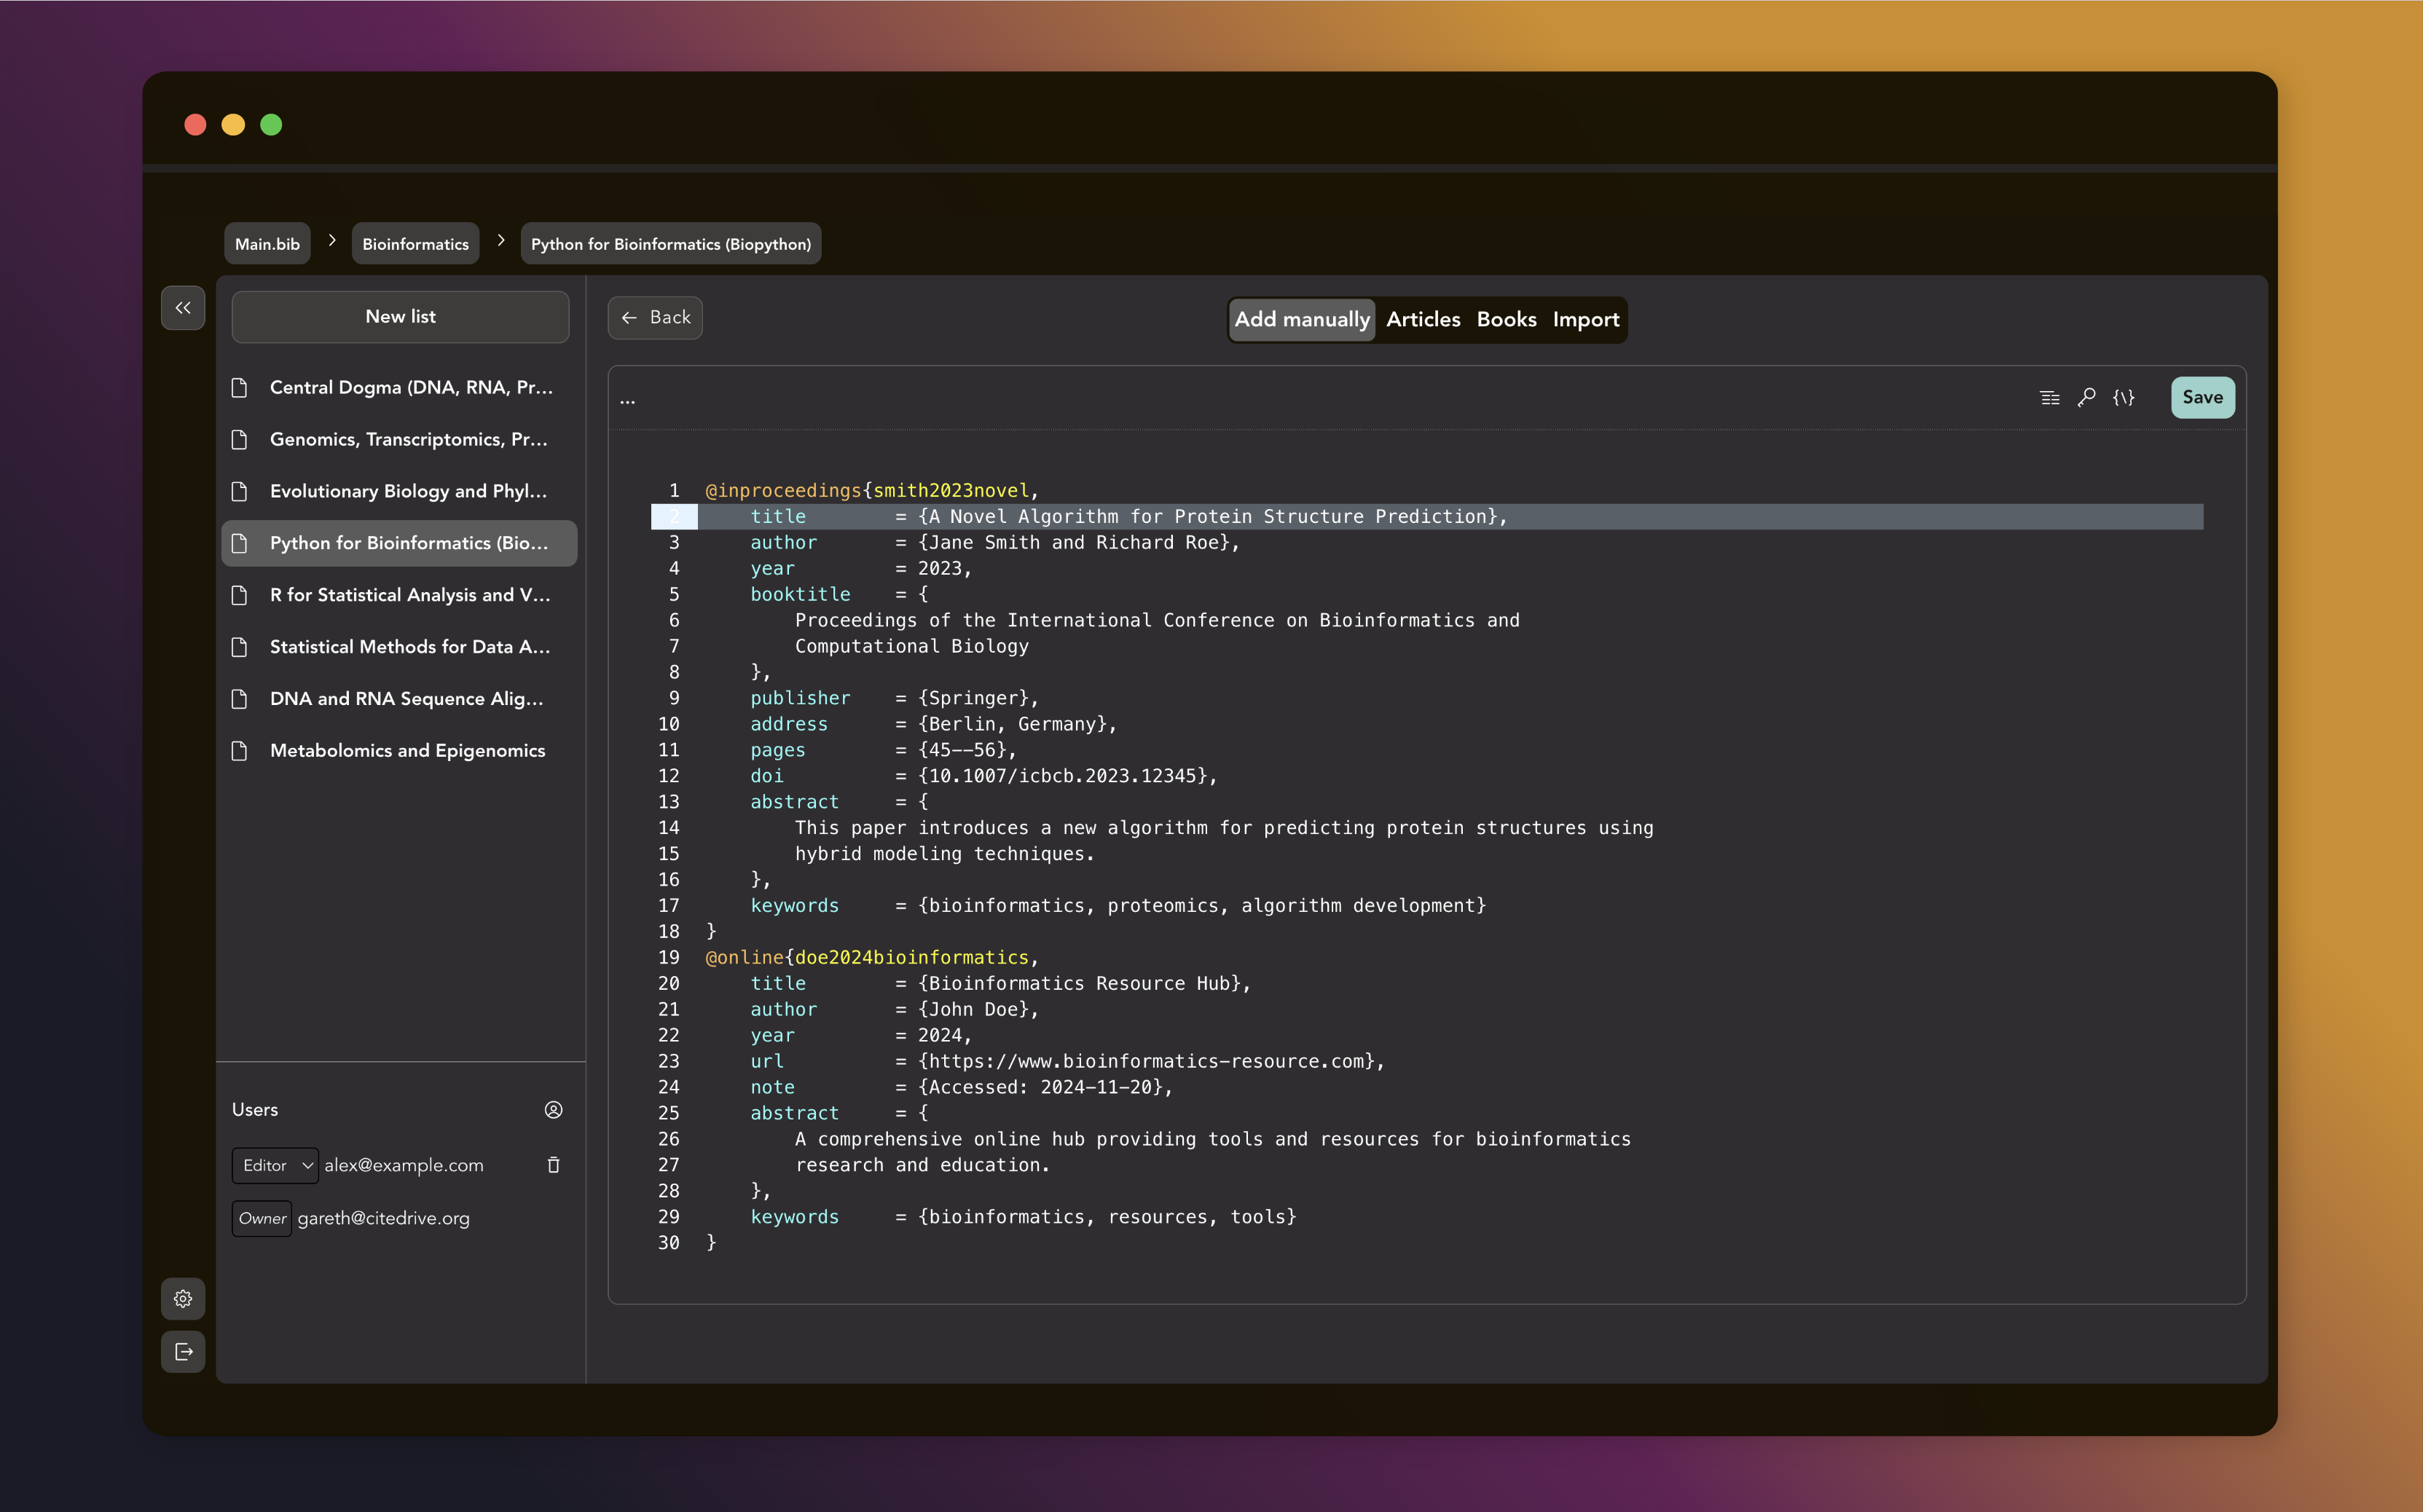 Main.bib > Bioinformatics > Python for Bioinformatics (Biopython)
New list
Central Dogma (DNA, RNA, Pr...
Genomics, Transcriptomics, Pr...
Evolutionary Biology and Phyl...
Python for Bioinformatics (Bio...
R for Statistical Analysis and V...
Statistical Methods for Data A...
DNA and RNA Sequence Alig...
Metabolomics and Epigenomics
Users
Editor alex@example.com
Owner gareth@citedrive.org
← Back
Add manually Articles Books Import
... {\} Save
1 @inproceedings{smith2023novel,
2     title        = {A Novel Algorithm for Protein Structure Prediction},
3     author       = {Jane Smith and Richard Roe},
4     year         = 2023,
5     booktitle    = {
6         Proceedings of the International Conference on Bioinformatics and
7         Computational Biology
8     },
9     publisher    = {Springer},
10     address      = {Berlin, Germany},
11     pages        = {45--56},
12     doi          = {10.1007/icbcb.2023.12345},
13     abstract     = {
14         This paper introduces a new algorithm for predicting protein structures using
15         hybrid modeling techniques.
16     },
17     keywords     = {bioinformatics, proteomics, algorithm development}
18 }
19 @online{doe2024bioinformatics,
20     title        = {Bioinformatics Resource Hub},
21     author       = {John Doe},
22     year         = 2024,
23     url          = {https://www.bioinformatics-resource.com},
24     note         = {Accessed: 2024-11-20},
25     abstract     = {
26         A comprehensive online hub providing tools and resources for bioinformatics
27         research and education.
28     },
29     keywords     = {bioinformatics, resources, tools}
30 }